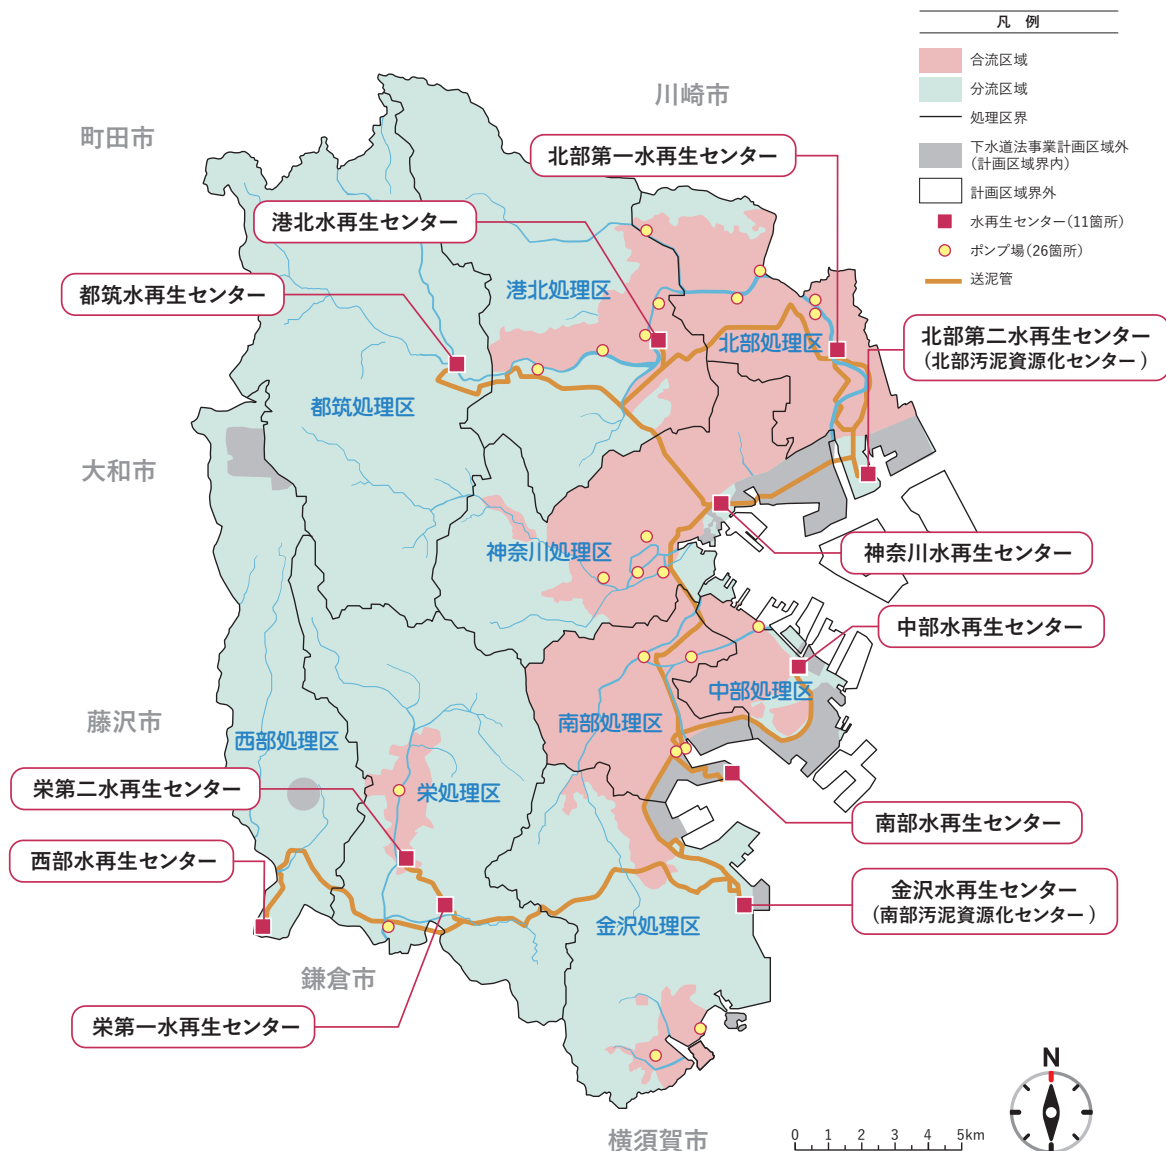 凡 例
合流区域
分流区域
処理区界
下水道法事業計画区域外
(計画区域界内)
計画区域界外
水再生センター(11箇所)
ポンプ場(26箇所)
送泥管
川崎市
町田市
北部第一水再生センター
港北水再生センター
都筑水再生センター
港北処理区
北部処理区
北部第二水再生センター
(北部汚泥資源化センター)
都筑処理区
大和市
神奈川処理区
神奈川水再生センター
中部水再生センター
中部処理区
藤沢市
西部処理区
南部処理区
栄第二水再生センター
栄処理区
南部水再生センター
西部水再生センター
金沢水再生センター
(南部汚泥資源化センター)
金沢処理区
鎌倉市
栄第一水再生センター
横須賀市
N
0 1 2 3 4 5km